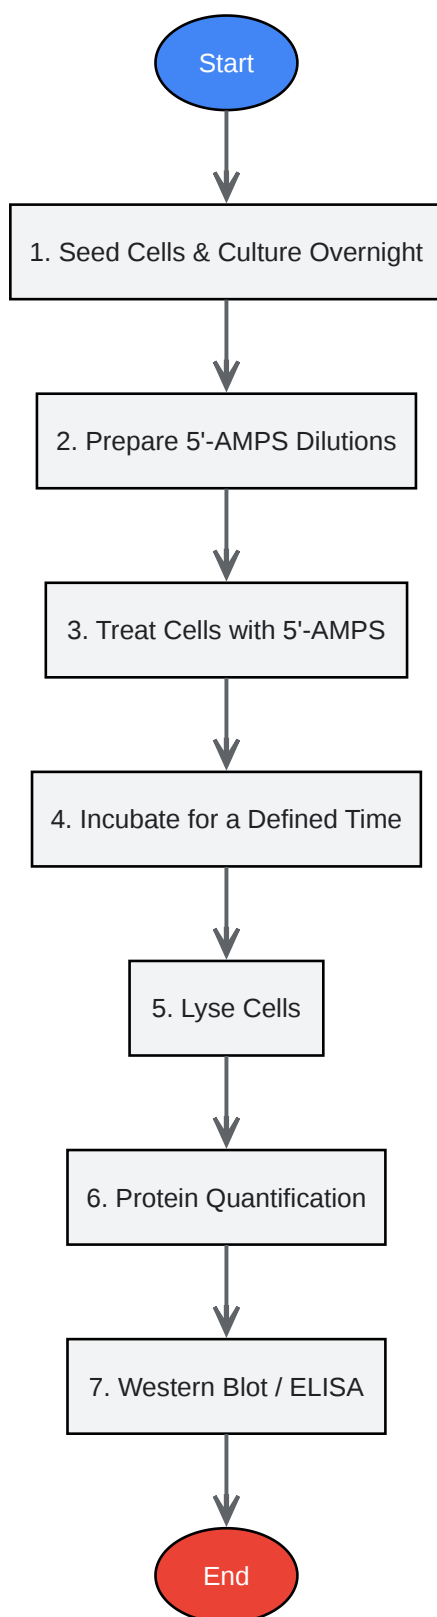 Start
1. Seed Cells & Culture Overnight
2. Prepare 5'-AMPS Dilutions
3. Treat Cells with 5'-AMPS
4. Incubate for a Defined Time
5. Lyse Cells
6. Protein Quantification
7. Western Blot / ELISA
End